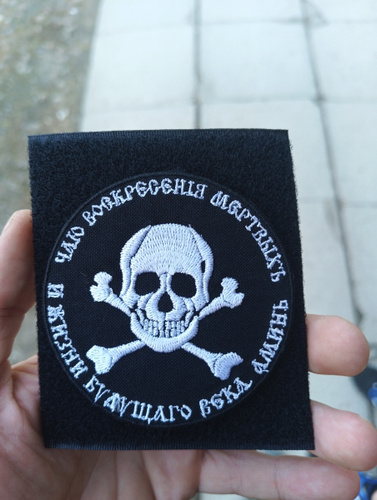 ЧАЮ ВОСКРЕСЕНІЯ МЕРТВЫХЪ
И ЖИЗНИ БУДУЩАГО ВЕКА АМИНЬ